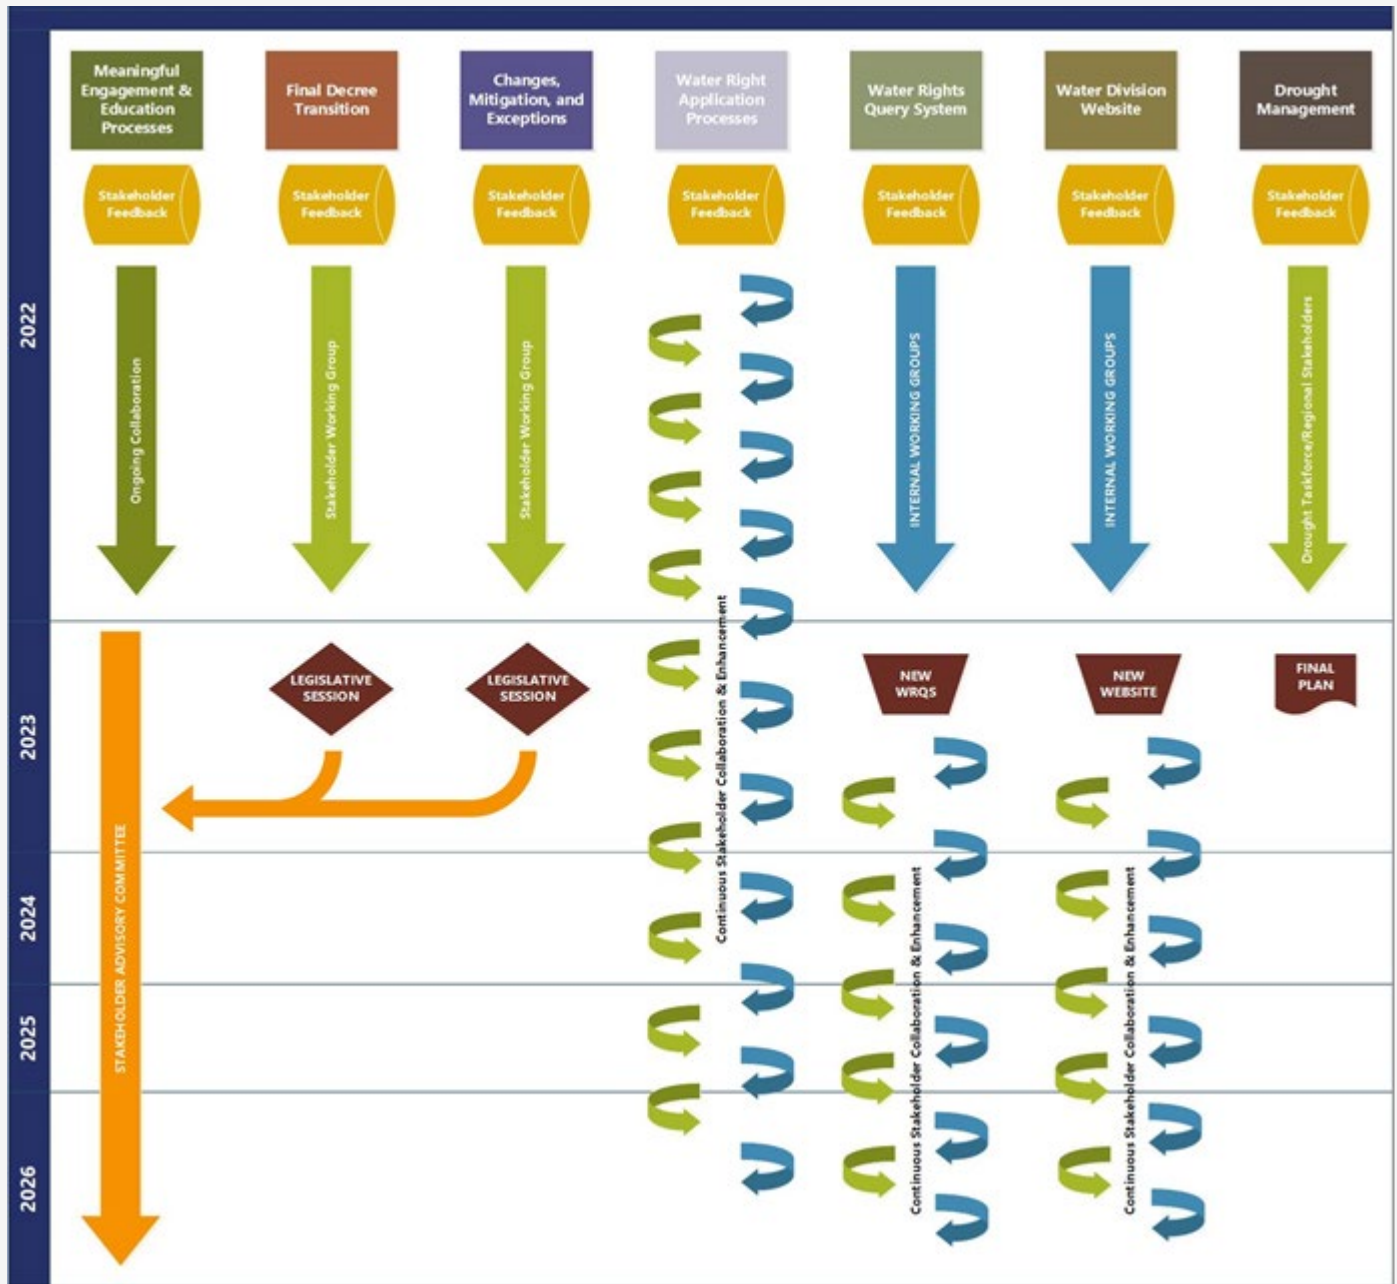 Meaningful
Engagement &
Education
Processes
Final Decree
Transition
Changes,
Mitigation, and
Exceptions
Water Right
Application
Processes
Water Rights
Query System
Water Division
Website
Drought
Management
Stakeholder
Feedback
Stakeholder
Feedback
Stakeholder
Feedback
Stakeholder
Feedback
Stakeholder
Feedback
Stakeholder
Feedback
Stakeholder
Feedback
2022
Ongoing Collaboration
Stakeholder Working Group
Stakeholder Working Group
INTERNAL WORKING GROUPS
INTERNAL WORKING GROUPS
Drought Taskforce/Regional Stakeholders
Continuous Stakeholder Collaboration & Enhancement
2023
LEGISLATIVE
SESSION
LEGISLATIVE
SESSION
NEW
WRQS
NEW
WEBSITE
FINAL
PLAN
STAKEHOLDER ADVISORY COMMITTEE
Continuous Stakeholder Collaboration & Enhancement
Continuous Stakeholder Collaboration & Enhancement
2024
2025
2026